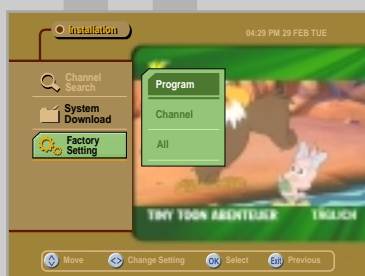 Installation
04:29 PM 29 FEB TUE
Channel
Search
System
Download
Factory
Setting
Program
Channel
All
TINY TOON ABENTEUER TÄGLICH
Move
Change Setting
OK Select
Exit Previous